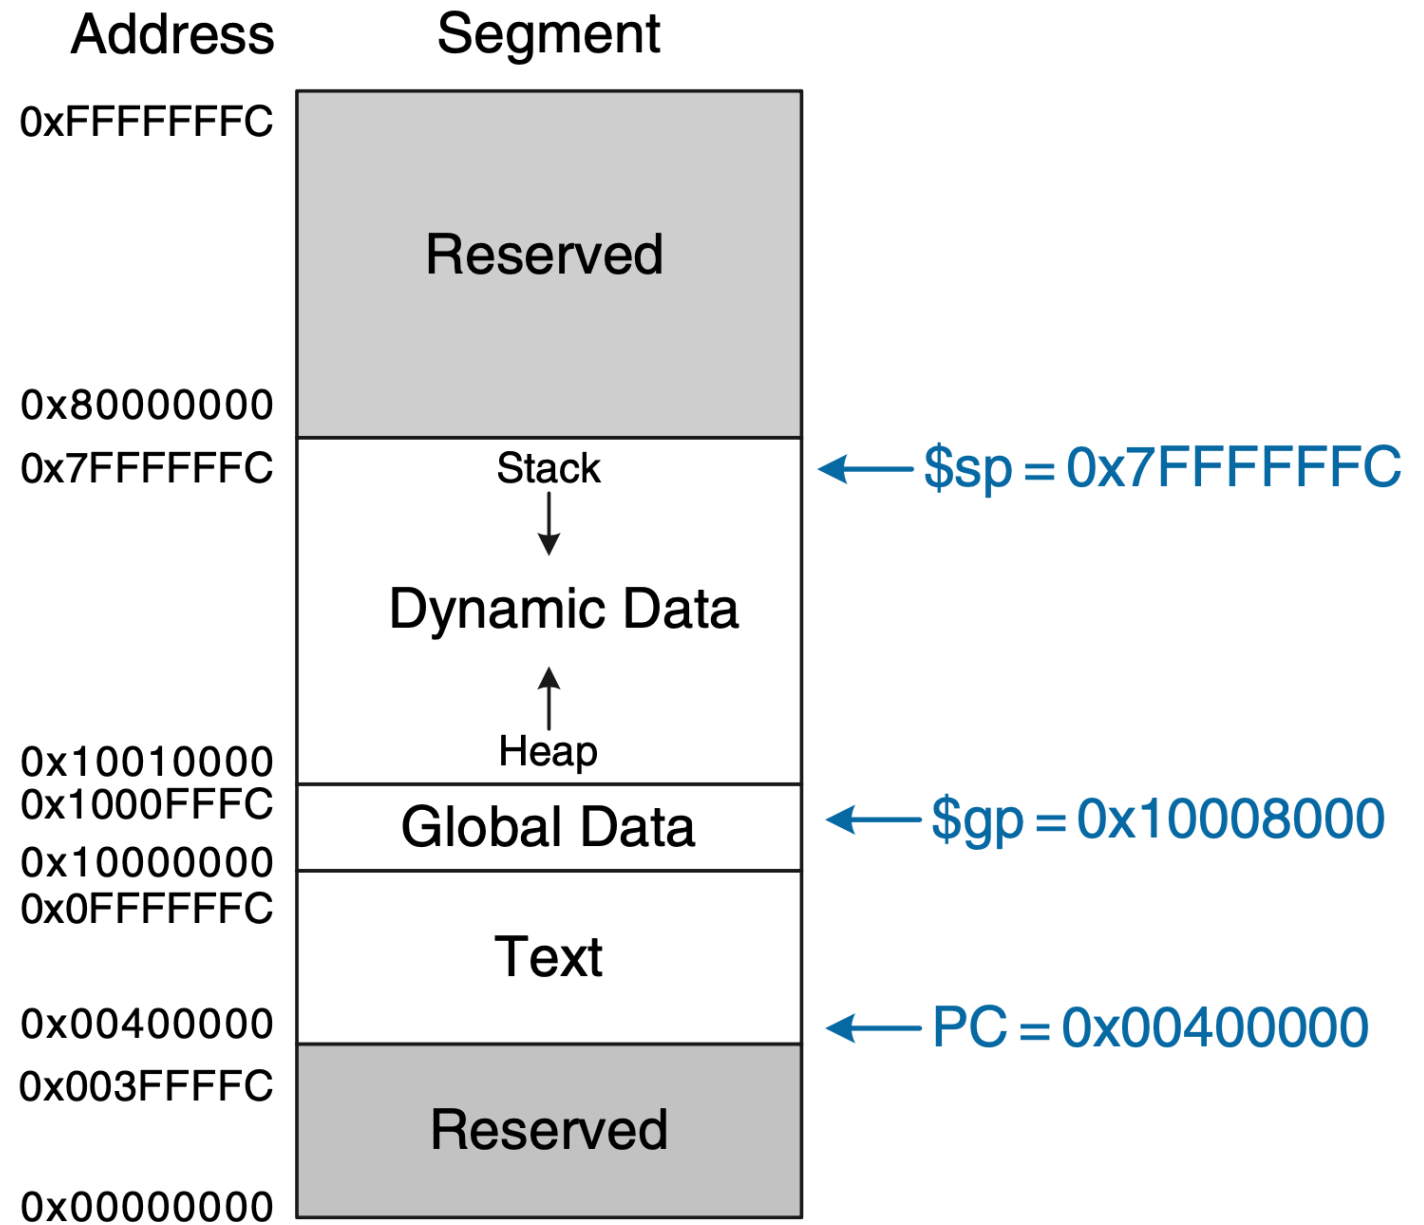 Address Segment
0xFFFFFFFC
Reserved
0x80000000
0x7FFFFFFC Stack $sp = 0x7FFFFFFC
Dynamic Data
Heap
0x10010000
0x1000FFFC
Global Data $gp = 0x10008000
0x10000000
0x0FFFFFFC
Text
0x00400000 PC = 0x00400000
0x003FFFFC
Reserved
0x00000000